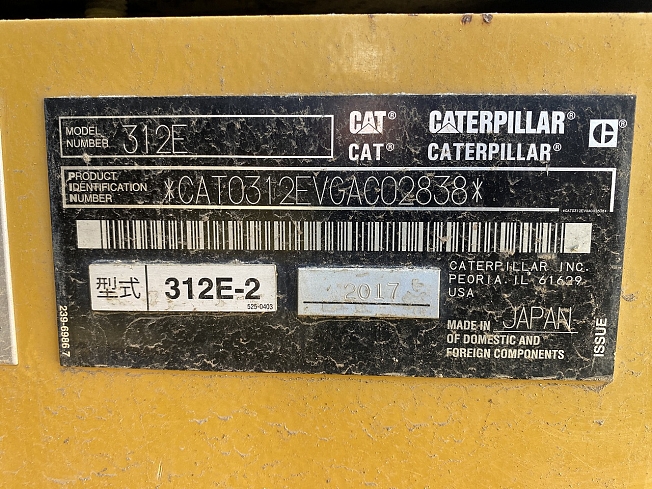 MODEL NUMBER 312E
CAT® CATERPILLAR®
CAT® CATERPILLAR®
PRODUCT IDENTIFICATION NUMBER *CAT0312EVGAC02838*
*CAT0312EVGAC02838*
型式 312E-2
525-0403
2017
CATERPILLAR INC.
PEORIA IL 61629
USA
MADE IN JAPAN
OF DOMESTIC AND
FOREIGN COMPONENTS
ISSUE
239-6986 7